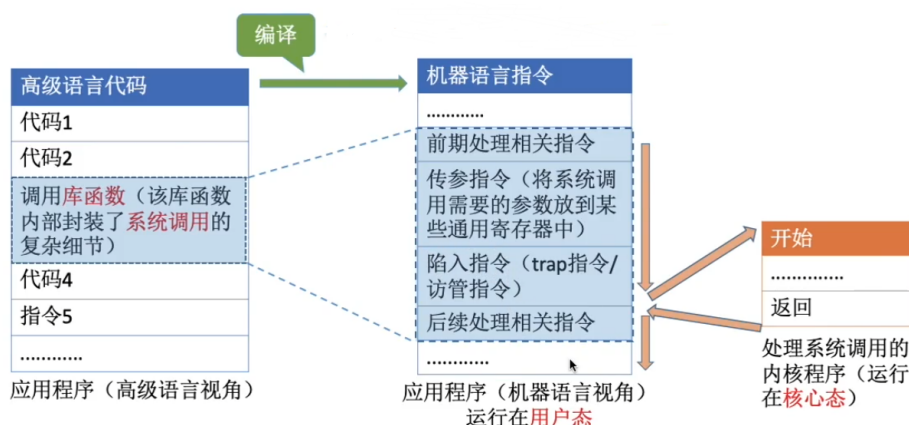 编译
高级语言代码
代码1
代码2
调用库函数（该库函数
内部封装了系统调用的
复杂细节）
代码4
指令5
…………
应用程序（高级语言视角）
机器语言指令
…………
前期处理相关指令
传参指令（将系统调
用需要的参数放到某
些通用寄存器中）
陷入指令（trap指令/
访管指令）
后续处理相关指令
…………
应用程序（机器语言视角）
运行在用户态
开始
…………
返回
处理系统调用的
内核程序（运行
在核心态）